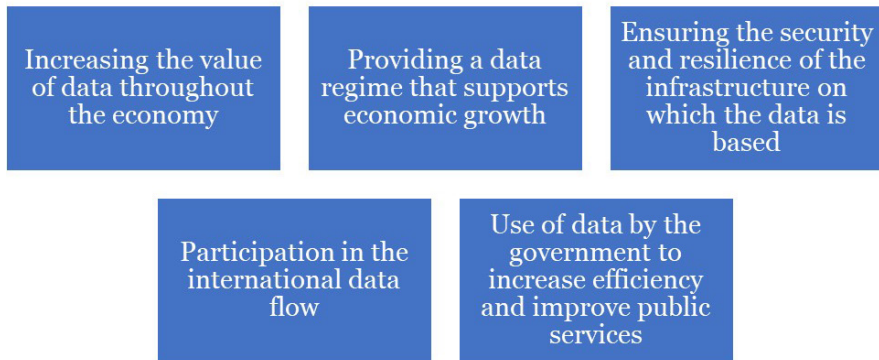 Increasing the value
of data throughout
the economy
Providing a data
regime that supports
economic growth
Ensuring the security
and resilience of the
infrastructure on
which the data is
based
Participation in the
international data
flow
Use of data by the
government to
increase efficiency
and improve public
services